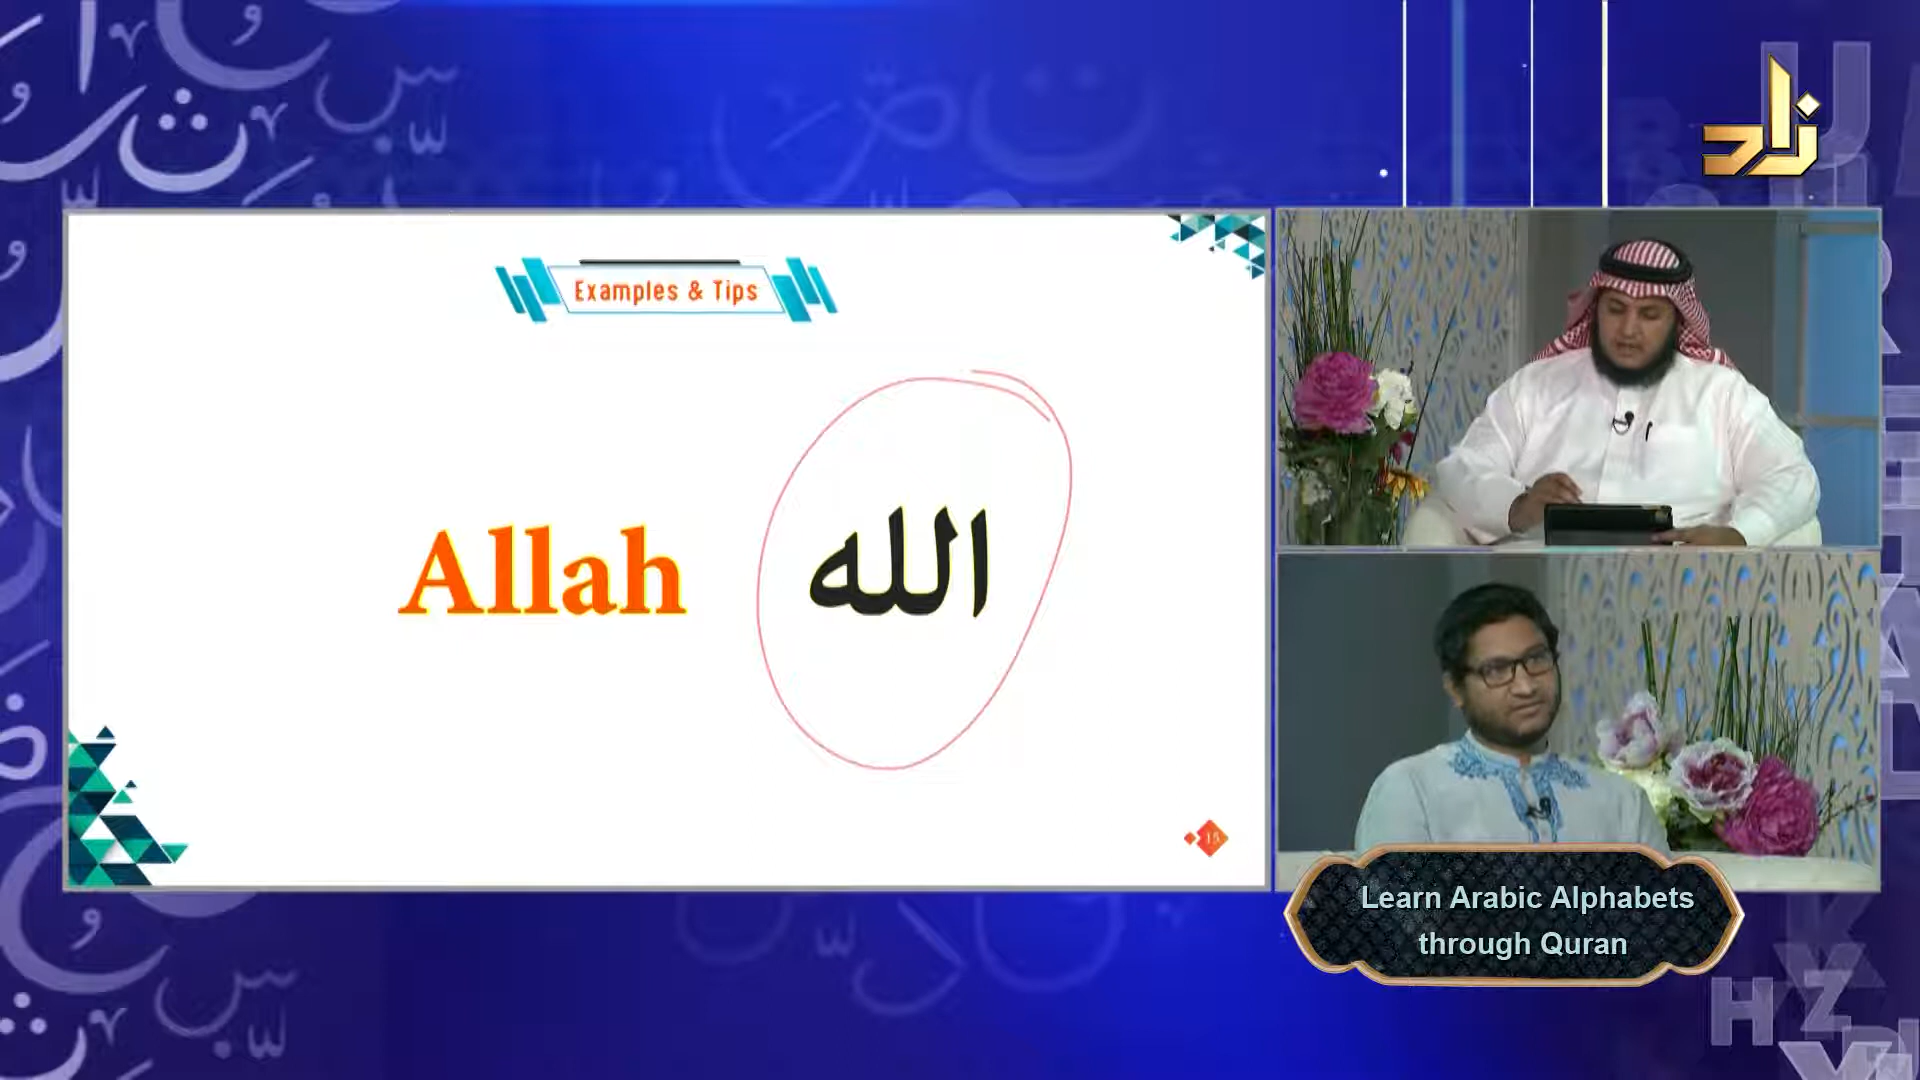 زاد
Examples & Tips
Allah الله
15
Learn Arabic Alphabets
through Quran